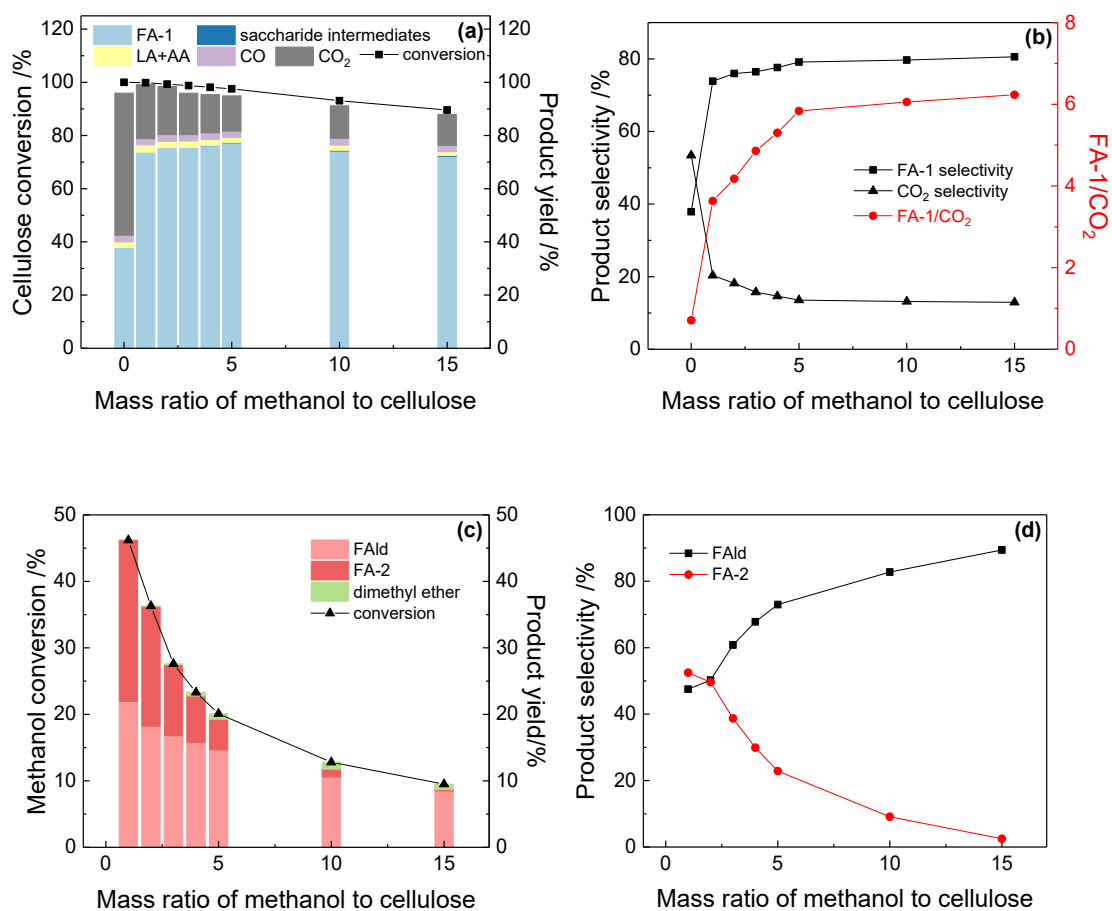 (a)
FA-1
saccharide intermediates
LA+AA
CO
CO₂
conversion
Cellulose conversion /%
0
20
40
60
80
100
120
Product yield /%
0
20
40
60
80
100
120
0
5
10
15
Mass ratio of methanol to cellulose
(b)
FA-1 selectivity
CO₂ selectivity
FA-1/CO₂
Product selectivity /%
0
20
40
60
80
FA-1/CO₂
0
2
4
6
8
0
5
10
15
Mass ratio of methanol to cellulose
(c)
FAld
FA-2
dimethyl ether
conversion
Methanol conversion /%
0
10
20
30
40
50
Product yield/%
0
10
20
30
40
50
0
5
10
15
Mass ratio of methanol to cellulose
(d)
FAld
FA-2
Product selectivity /%
0
20
40
60
80
100
0
5
10
15
Mass ratio of methanol to cellulose